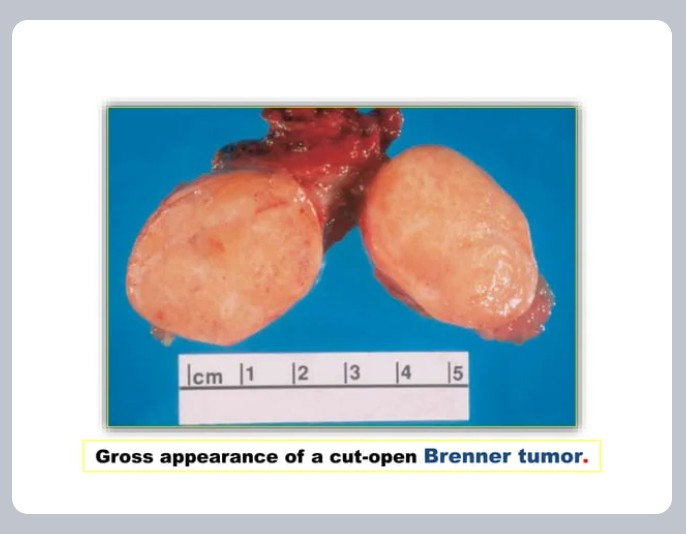 |cm |1 |2 |3 |4 |5
Gross appearance of a cut-open Brenner tumor.